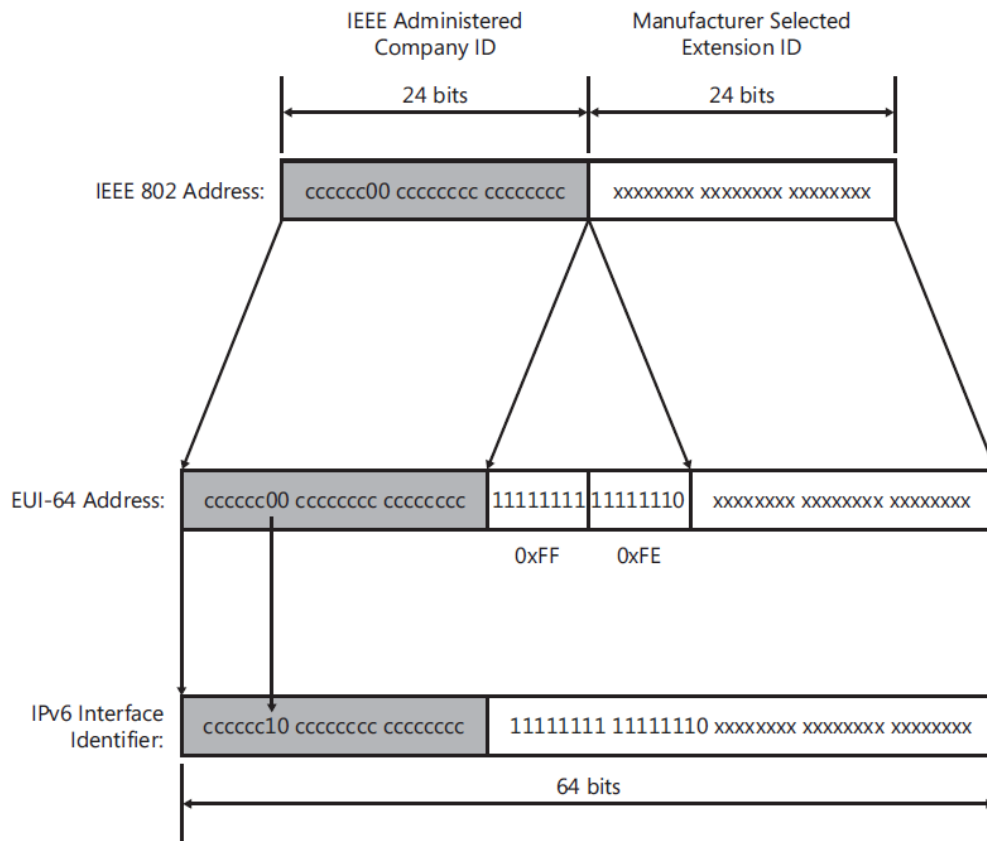 IEEE Administered
Company ID
Manufacturer Selected
Extension ID
24 bits
24 bits
IEEE 802 Address:
cccccc00 cccccccc cccccccc
xxxxxxxx xxxxxxxx xxxxxxxx
EUI-64 Address:
cccccc00 cccccccc cccccccc
11111111
11111110
xxxxxxxx xxxxxxxx xxxxxxxx
0xFF
0xFE
IPv6 Interface
Identifier:
cccccc10 cccccccc cccccccc
11111111 11111110 xxxxxxxx xxxxxxxx xxxxxxxx
64 bits